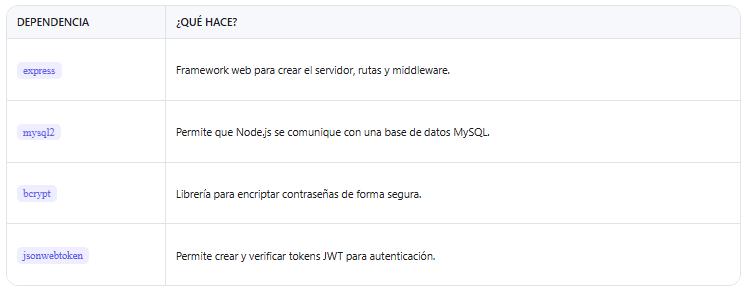 DEPENDENCIA ¿QUÉ HACE?
express Framework web para crear el servidor, rutas y middleware.
mysql2 Permite que Node.js se comunique con una base de datos MySQL.
bcrypt Librería para encriptar contraseñas de forma segura.
jsonwebtoken Permite crear y verificar tokens JWT para autenticación.